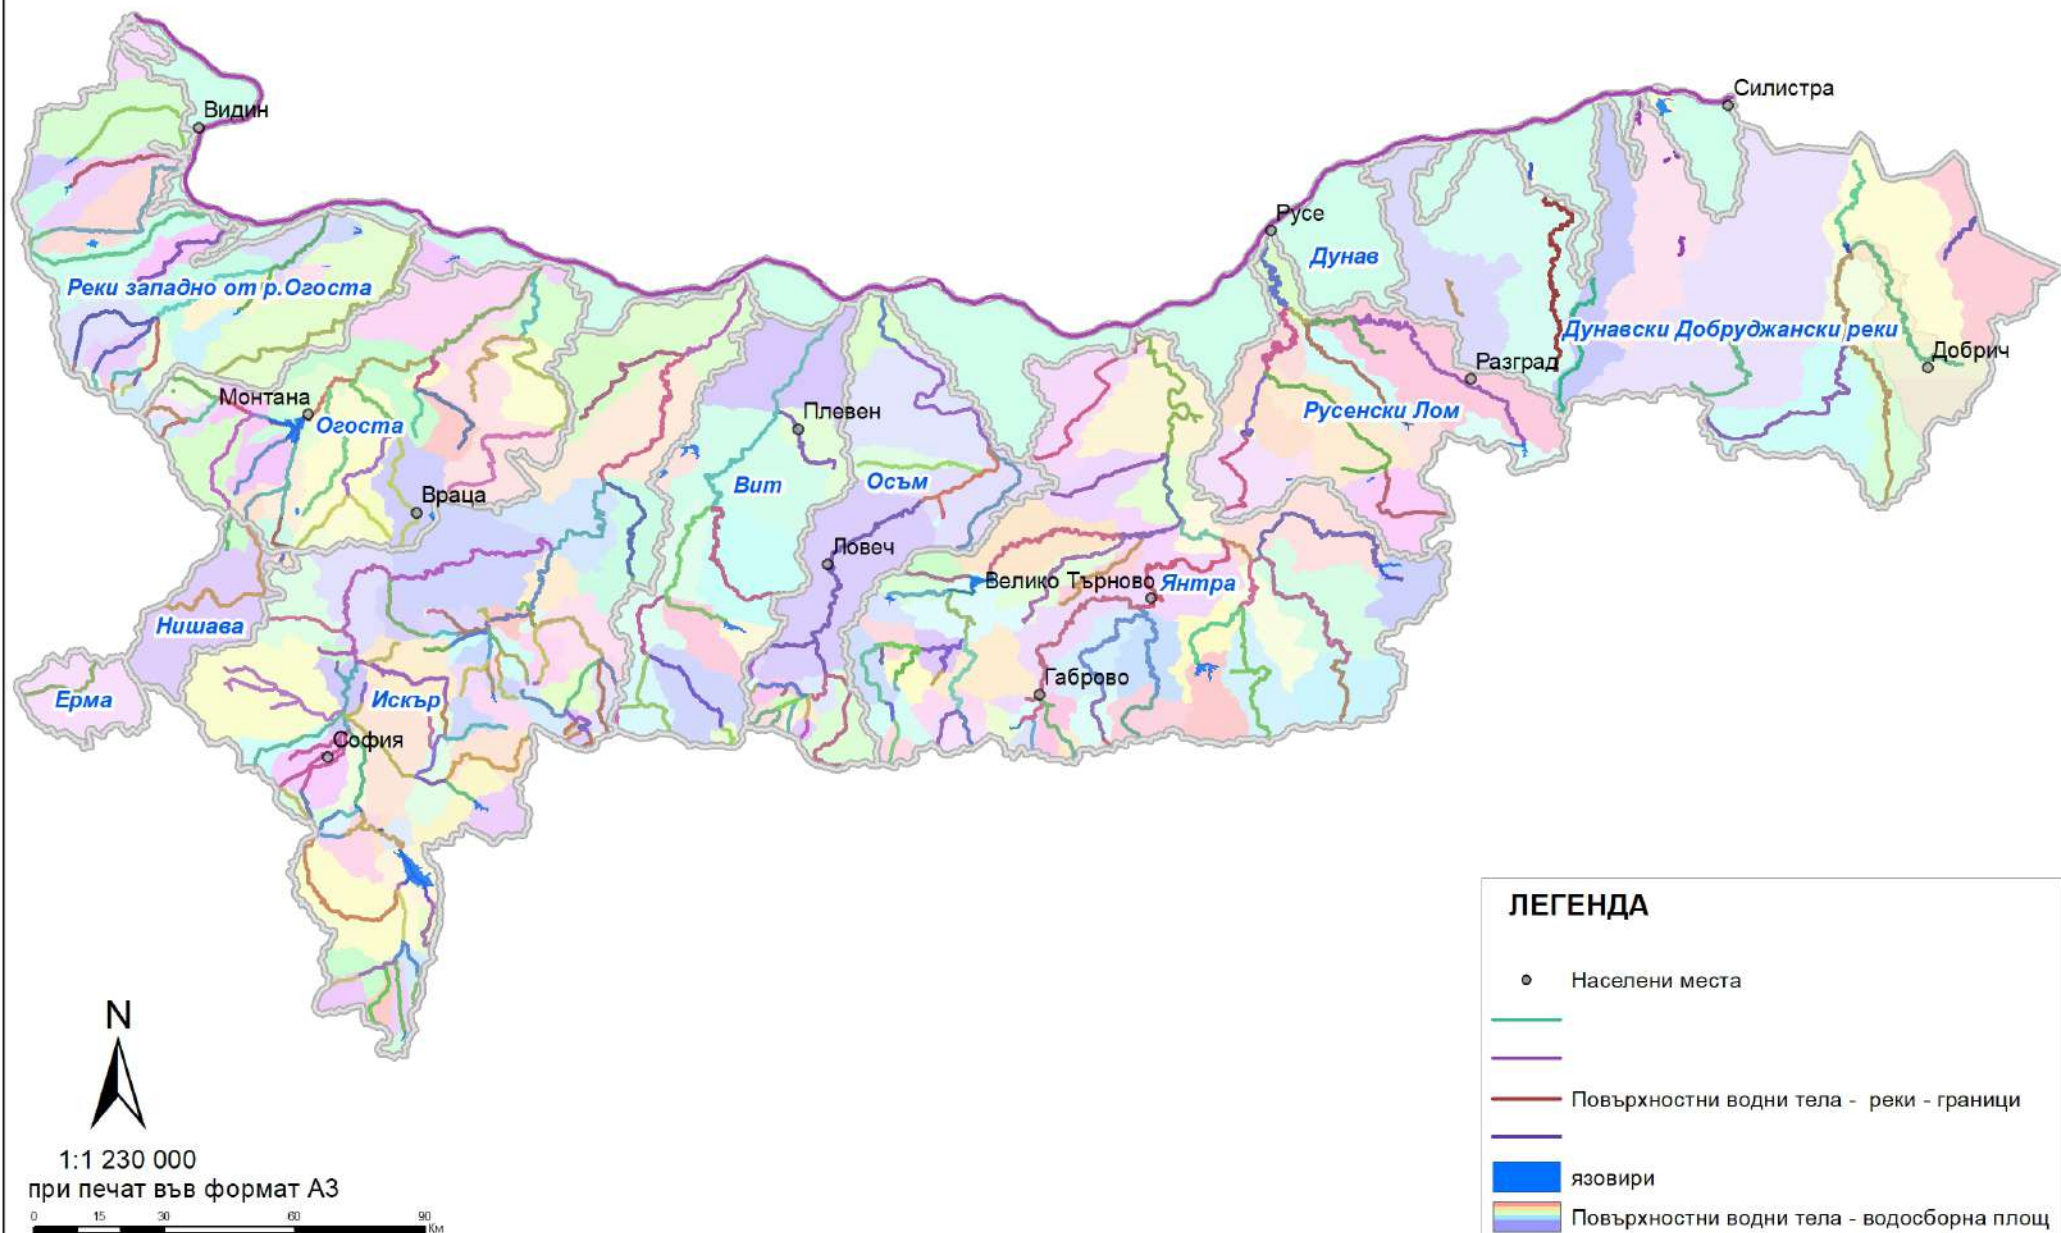 Силистра
Видин
Русе
Дунав
Реки западно от р.Огоста
Дунавски Добруджански реки
Добрич
Разград
Монтана
Огоста
Плевен
Русенски Лом
Враца
Вит
Осъм
Ловеч
Велико Търново
Янтра
Нишава
Габрово
Ерма
Искър
София
ЛЕГЕНДА
Населени места
Повърхностни водни тела - реки - граници
язовири
Повърхностни водни тела - водосборна площ
N
1:1 230 000
при печат във формат А3
0 15 30 60 90
Км